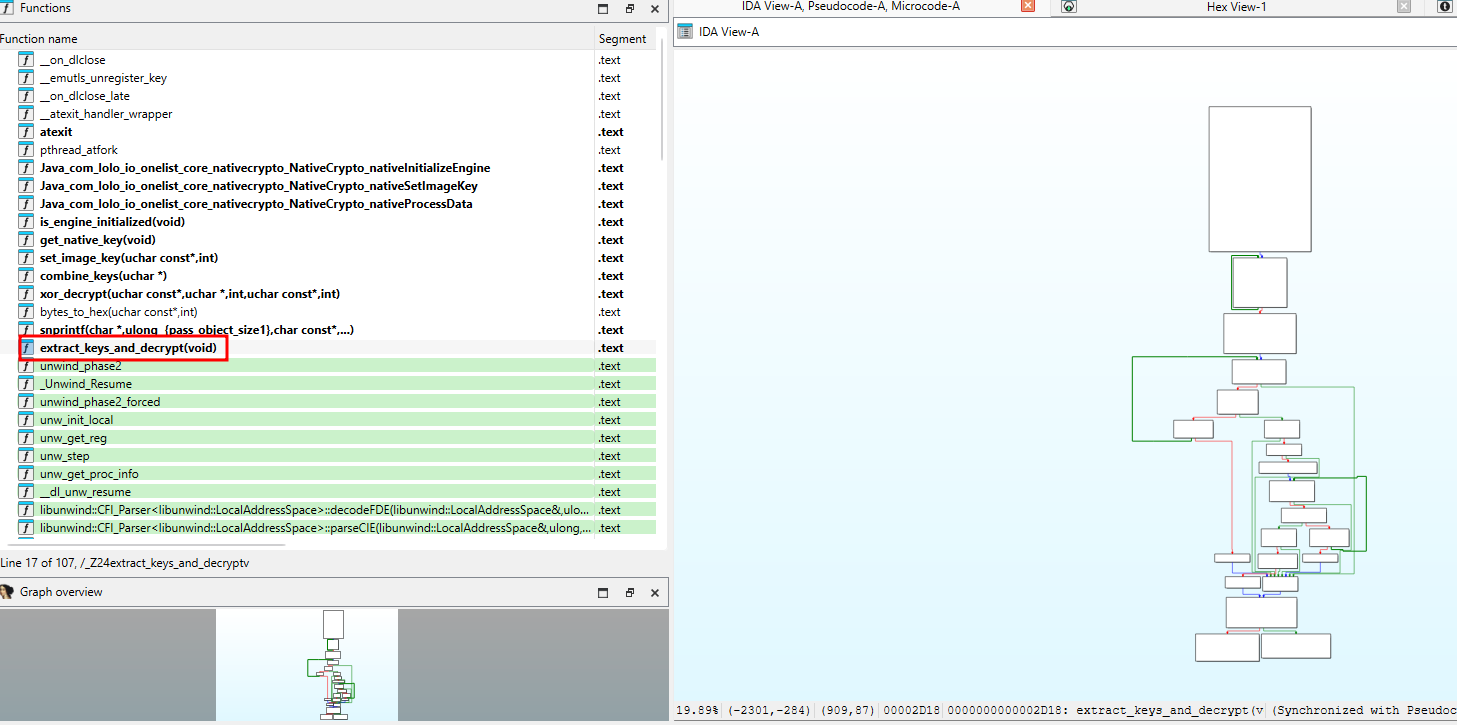 Functions
Function name Segment
f __on_dlclose .text
f __emutls_unregister_key .text
f __on_dlclose_late .text
f __atexit_handler_wrapper .text
f atexit .text
f pthread_atfork .text
f Java_com_lolo_io_onelist_core_nativecrypto_NativeCrypto_nativeInitializeEngine .text
f Java_com_lolo_io_onelist_core_nativecrypto_NativeCrypto_nativeSetImageKey .text
f Java_com_lolo_io_onelist_core_nativecrypto_NativeCrypto_nativeProcessData .text
f is_engine_initialized(void) .text
f get_native_key(void) .text
f set_image_key(uchar const*,int) .text
f combine_keys(uchar *) .text
f xor_decrypt(uchar const*,uchar *,int,uchar const*,int) .text
f bytes_to_hex(uchar const*,int) .text
f snprintf(char *,ulong {pass_object_size1},char const*,...) .text
f extract_keys_and_decrypt(void) .text
f unwind_phase2 .text
f _Unwind_Resume .text
f unwind_phase2_forced .text
f unw_init_local .text
f unw_get_reg .text
f unw_step .text
f unw_get_proc_info .text
f __dl_unw_resume .text
f libunwind::CFI_Parser<libunwind::LocalAddressSpace>::decodeFDE(libunwind::LocalAddressSpace&,ulo... .text
f libunwind::CFI_Parser<libunwind::LocalAddressSpace>::parseCIE(libunwind::LocalAddressSpace&,ulong,... .text
Line 17 of 107, /_Z24extract_keys_and_decryptv
Graph overview
IDA View-A, Pseudocode-A, Microcode-A Hex View-1
IDA View-A
19.89% (-2301,-284) (909,87) 00002D18 0000000000002D18: extract_keys_and_decrypt(v (Synchronized with Pseudoc